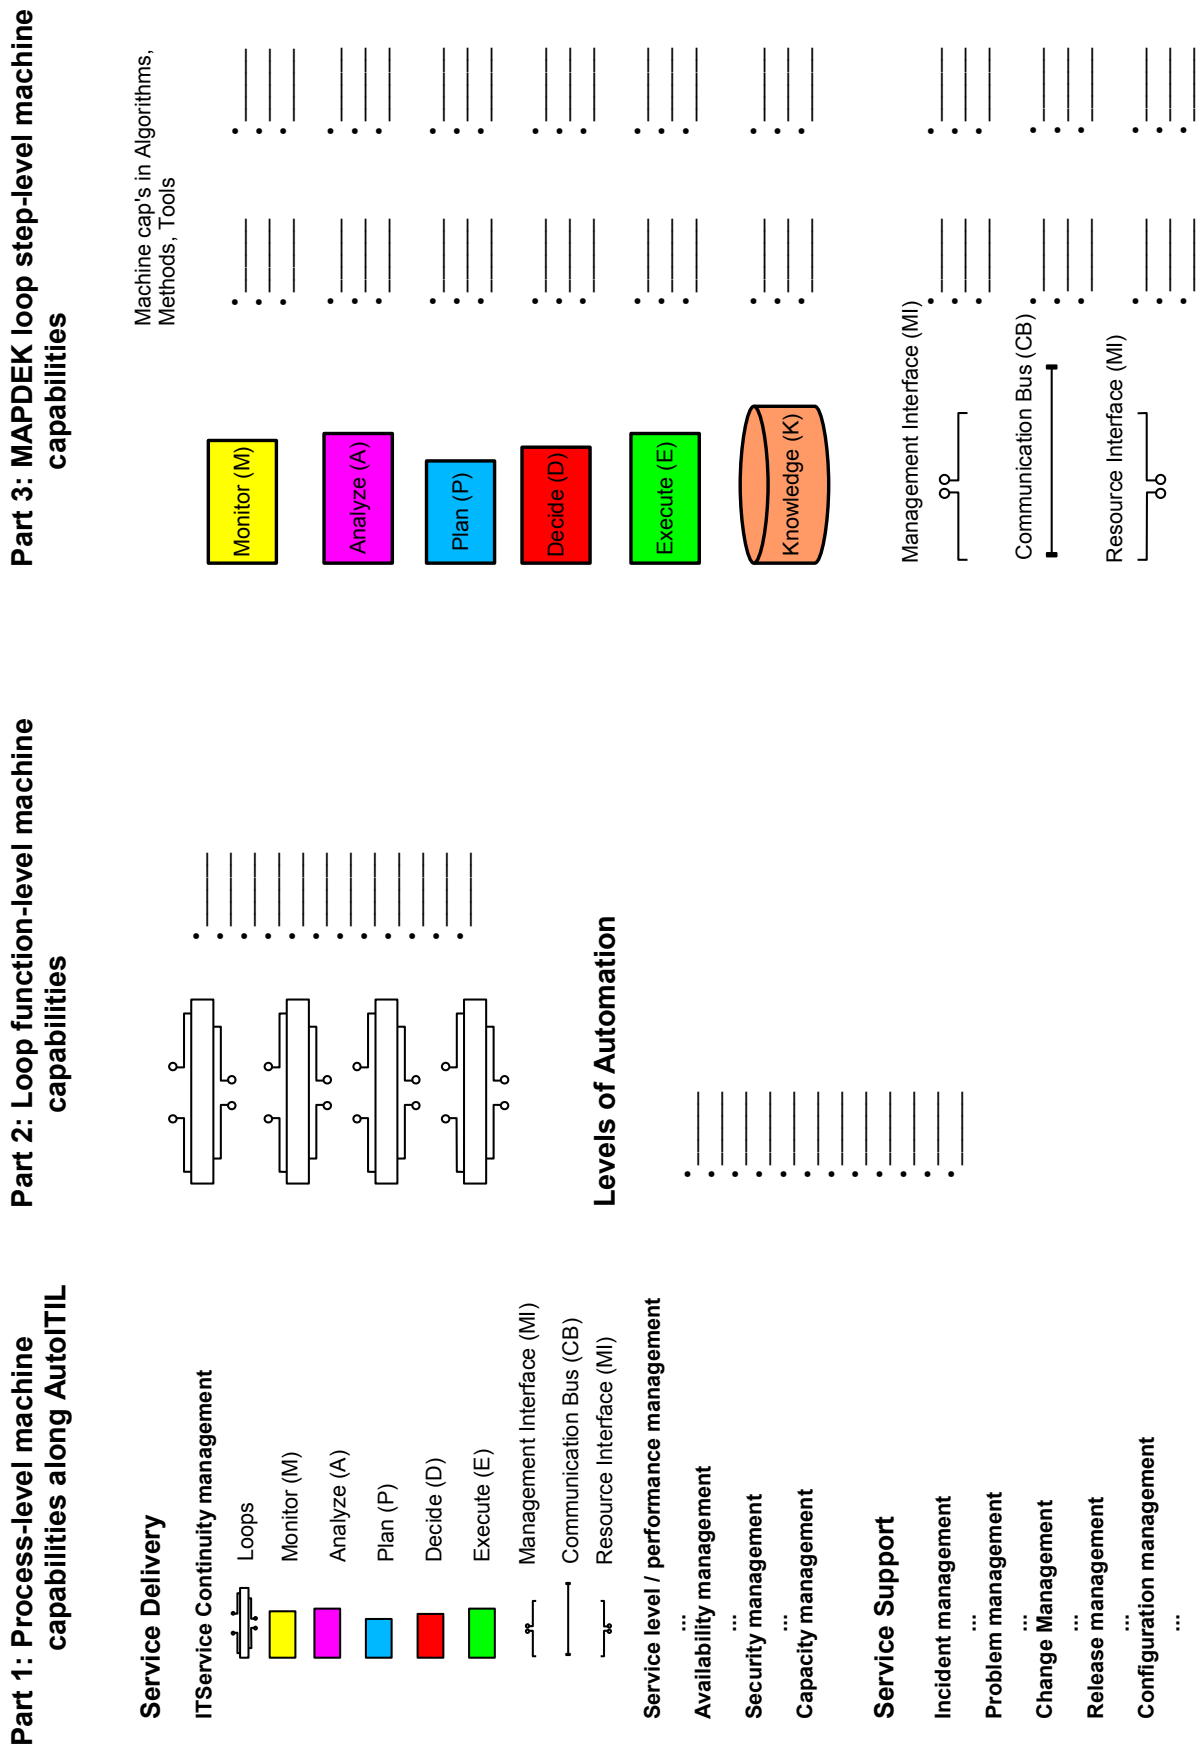 Part 1: Process-level machine
capabilities along AutoITIL
Service Delivery
ITService Continuity management
Loops
Monitor (M)
Analyze (A)
Plan (P)
Decide (D)
Execute (E)
Management Interface (MI)
Communication Bus (CB)
Resource Interface (MI)
Service level / performance management
...
Availability management
...
Security management
...
Capacity management
Service Support
Incident management
...
Problem management
...
Change Management
...
Release management
...
Configuration management
...
Part 2: Loop function-level machine
capabilities
Levels of Automation
Part 3: MAPDEK loop step-level machine
capabilities
Machine cap's in Algorithms,
Methods, Tools
Monitor (M)
Analyze (A)
Plan (P)
Decide (D)
Execute (E)
Knowledge (K)
Management Interface (MI)
Communication Bus (CB)
Resource Interface (MI)